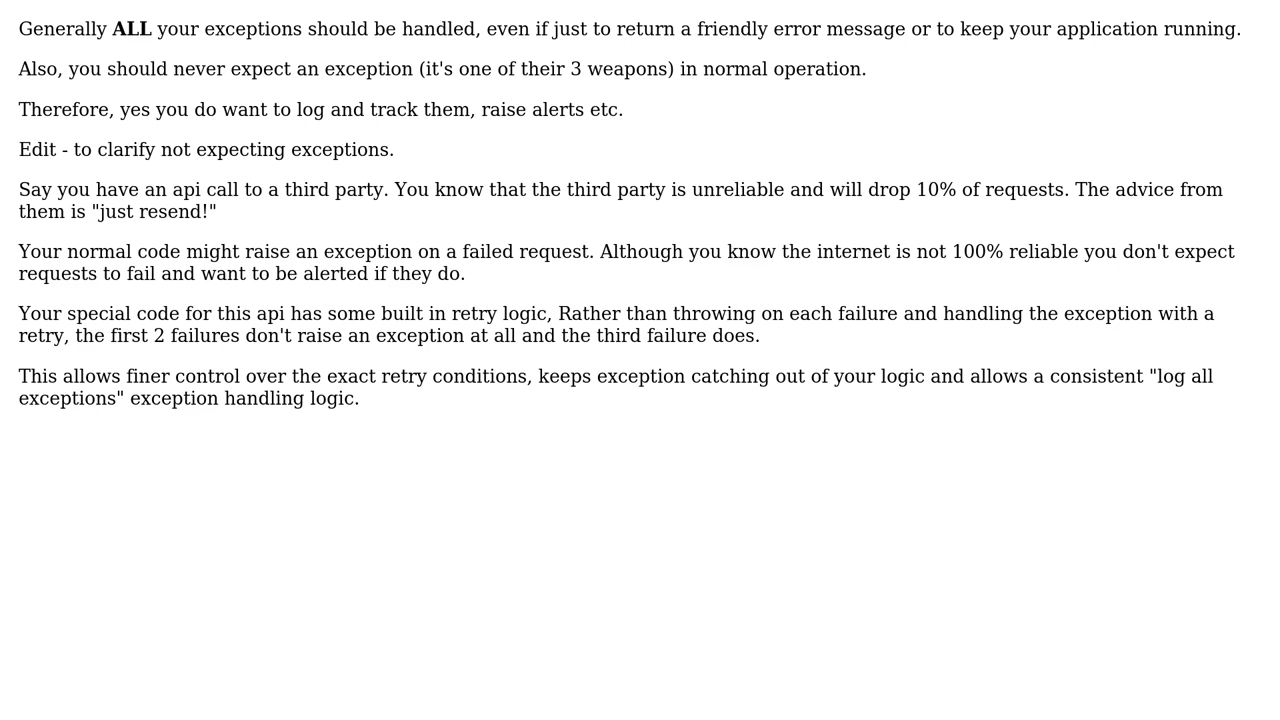 Generally ALL your exceptions should be handled, even if just to return a friendly error message or to keep your application running.
Also, you should never expect an exception (it's one of their 3 weapons) in normal operation.
Therefore, yes you do want to log and track them, raise alerts etc.
Edit - to clarify not expecting exceptions.
Say you have an api call to a third party. You know that the third party is unreliable and will drop 10% of requests. The advice from
them is "just resend!"
Your normal code might raise an exception on a failed request. Although you know the internet is not 100% reliable you don't expect
requests to fail and want to be alerted if they do.
Your special code for this api has some built in retry logic, Rather than throwing on each failure and handling the exception with a
retry, the first 2 failures don't raise an exception at all and the third failure does.
This allows finer control over the exact retry conditions, keeps exception catching out of your logic and allows a consistent "log all
exceptions" exception handling logic.